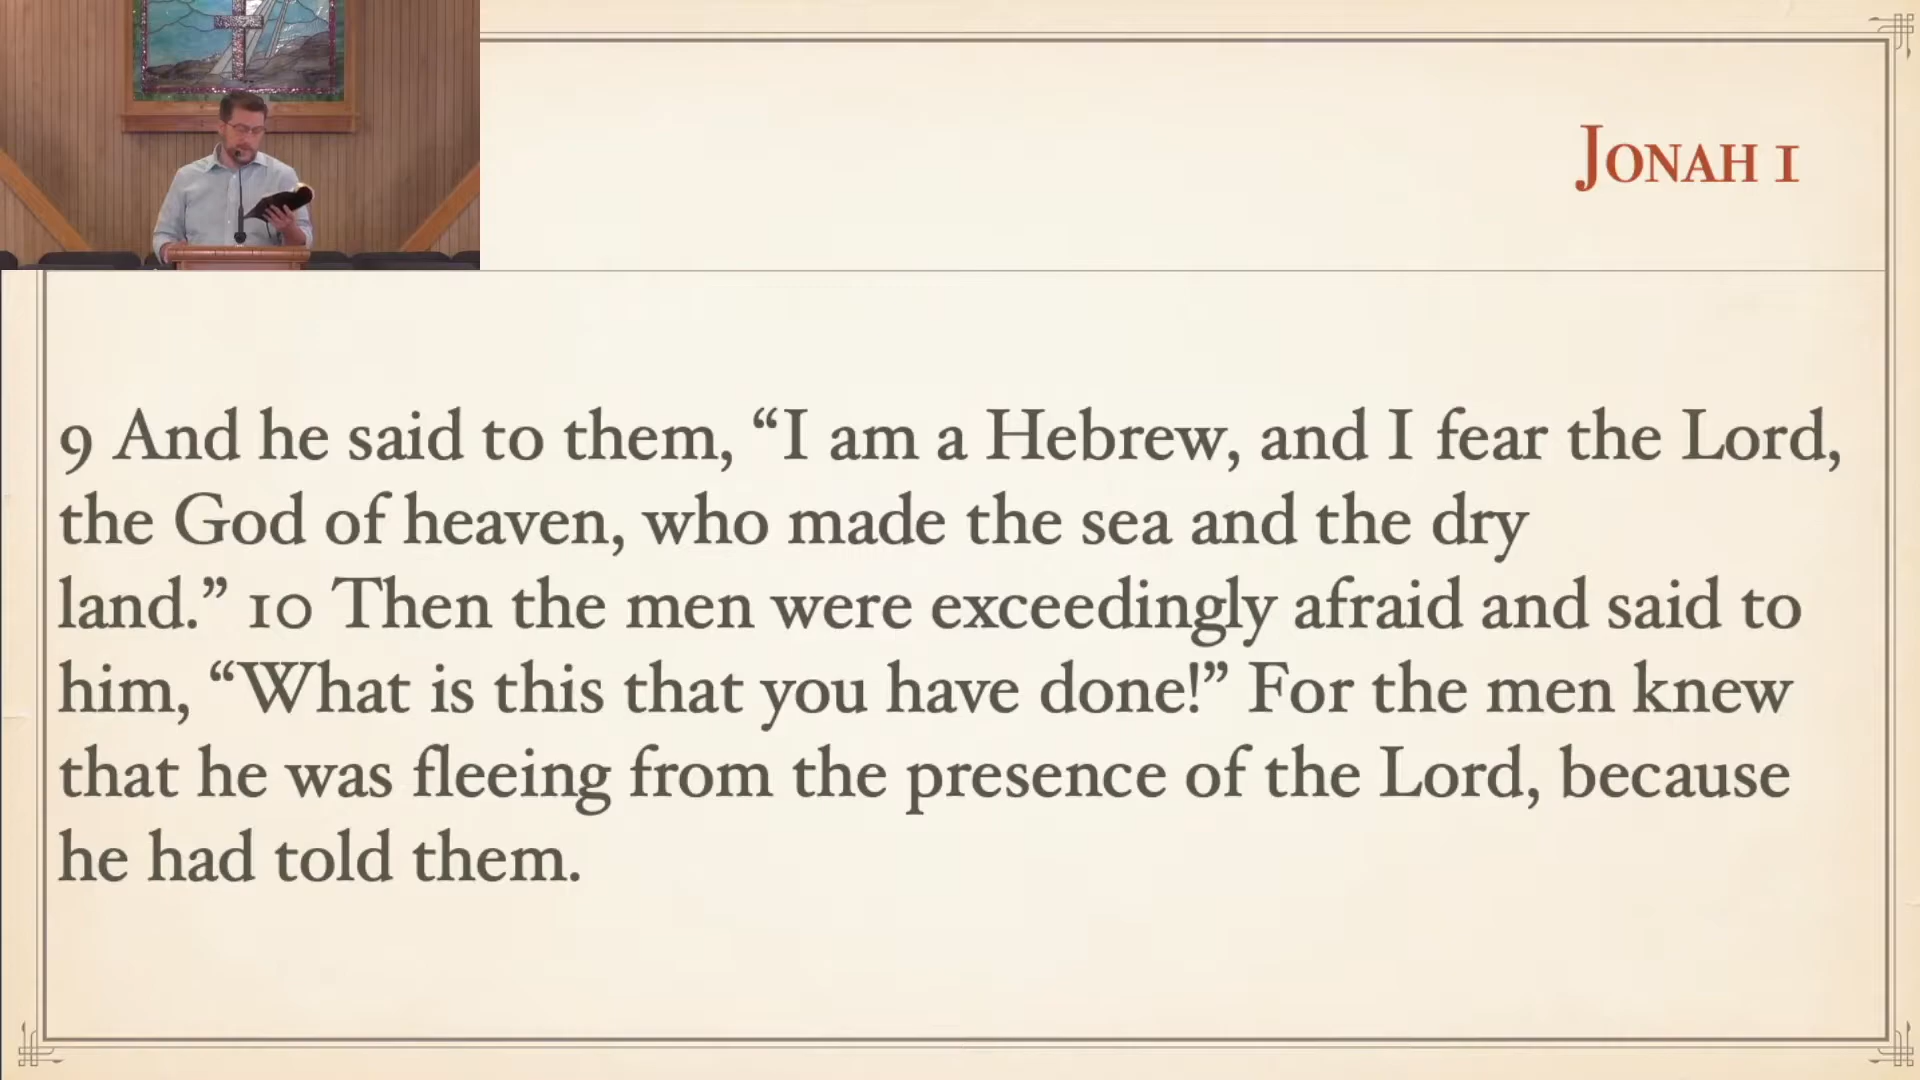 Jonah 1
9 And he said to them, “I am a Hebrew, and I fear the Lord,
the God of heaven, who made the sea and the dry
land.” 10 Then the men were exceedingly afraid and said to
him, “What is this that you have done!” For the men knew
that he was fleeing from the presence of the Lord, because
he had told them.